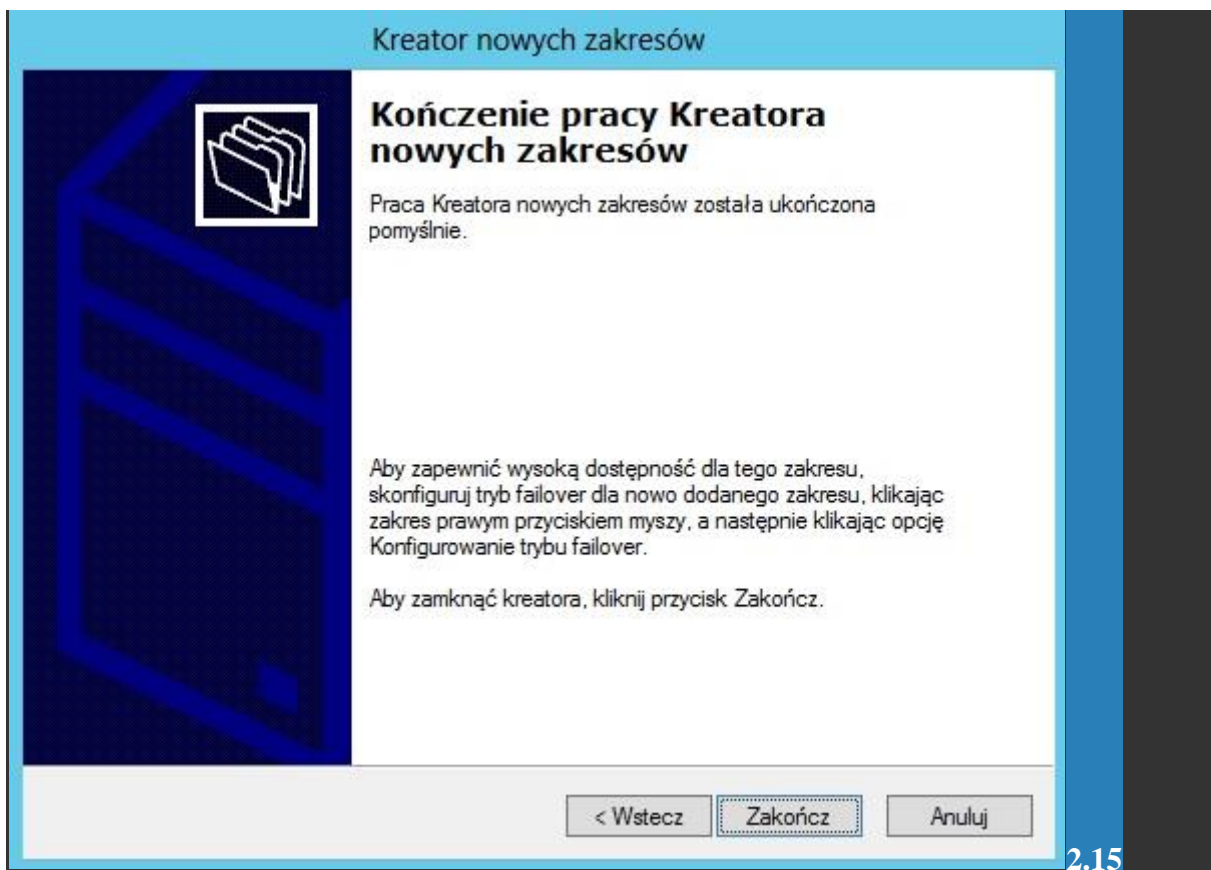 Kreator nowych zakresów
Kończenie pracy Kreatora
nowych zakresów
Praca Kreatora nowych zakresów została ukończona
pomyślnie.
Aby zapewnić wysoką dostępność dla tego zakresu,
skonfiguruj tryb failover dla nowo dodanego zakresu, klikając
zakres prawym przyciskiem myszy, a następnie klikając opcję
Konfigurowanie trybu failover.
Aby zamknąć kreatora, kliknij przycisk Zakończ.
< Wstecz Zakończ Anuluj
2.15